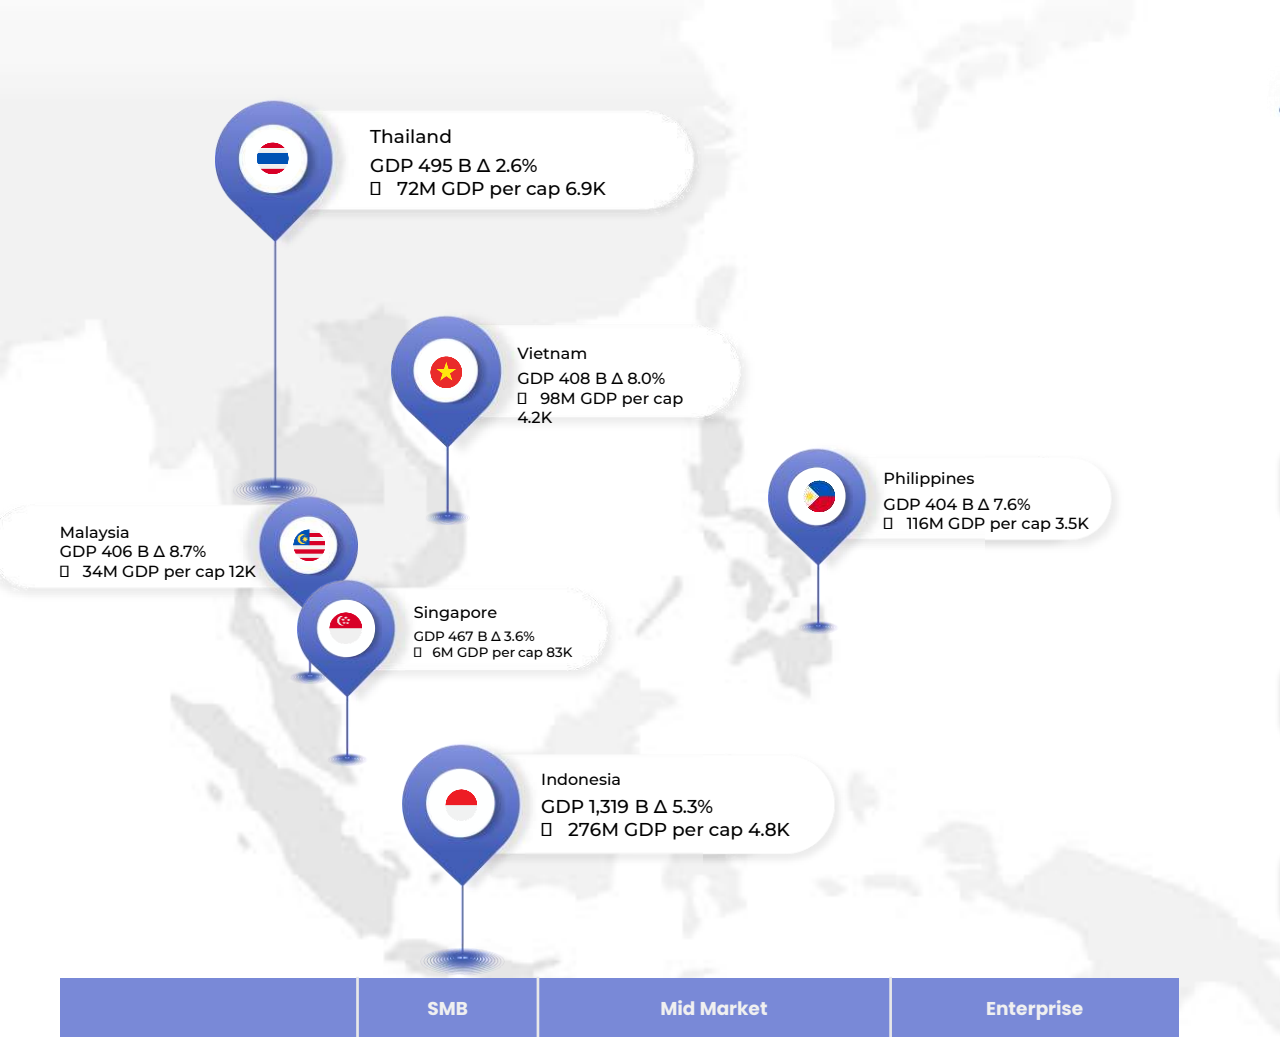 Thailand
GDP 495 B Δ 2.6%
▯ 72M GDP per cap 6.9K
Vietnam
GDP 408 B Δ 8.0%
▯ 98M GDP per cap
4.2K
Philippines
GDP 404 B Δ 7.6%
▯ 116M GDP per cap 3.5K
Malaysia
GDP 406 B Δ 8.7%
▯ 34M GDP per cap 12K
Singapore
GDP 467 B Δ 3.6%
▯ 6M GDP per cap 83K
Indonesia
GDP 1,319 B Δ 5.3%
▯ 276M GDP per cap 4.8K
SMB Mid Market Enterprise